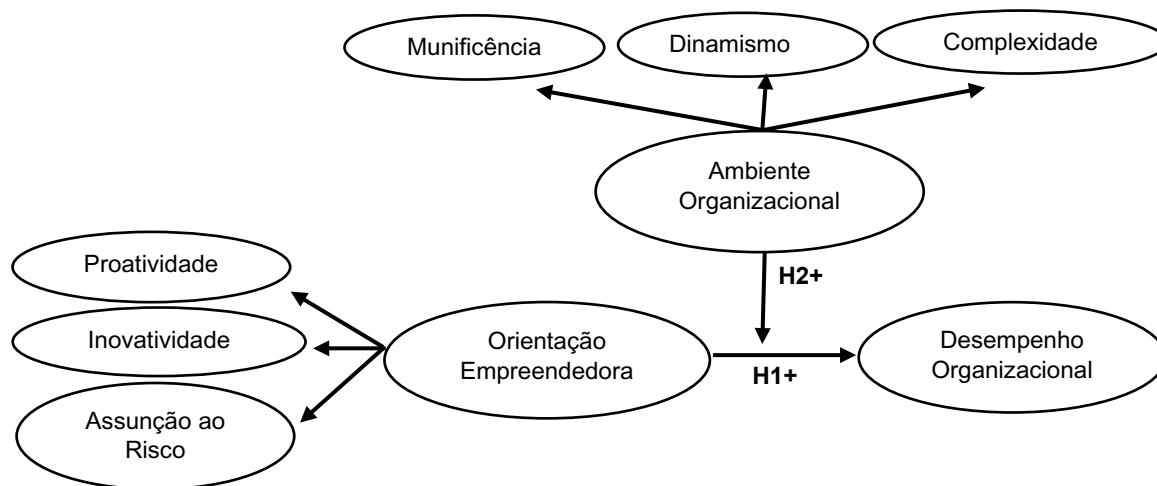 Munificência
Dinamismo
Complexidade
Ambiente
Organizacional
H2+
Proatividade
Inovatividade
Assunção ao
Risco
Orientação
Empreendedora
H1+
Desempenho
Organizacional